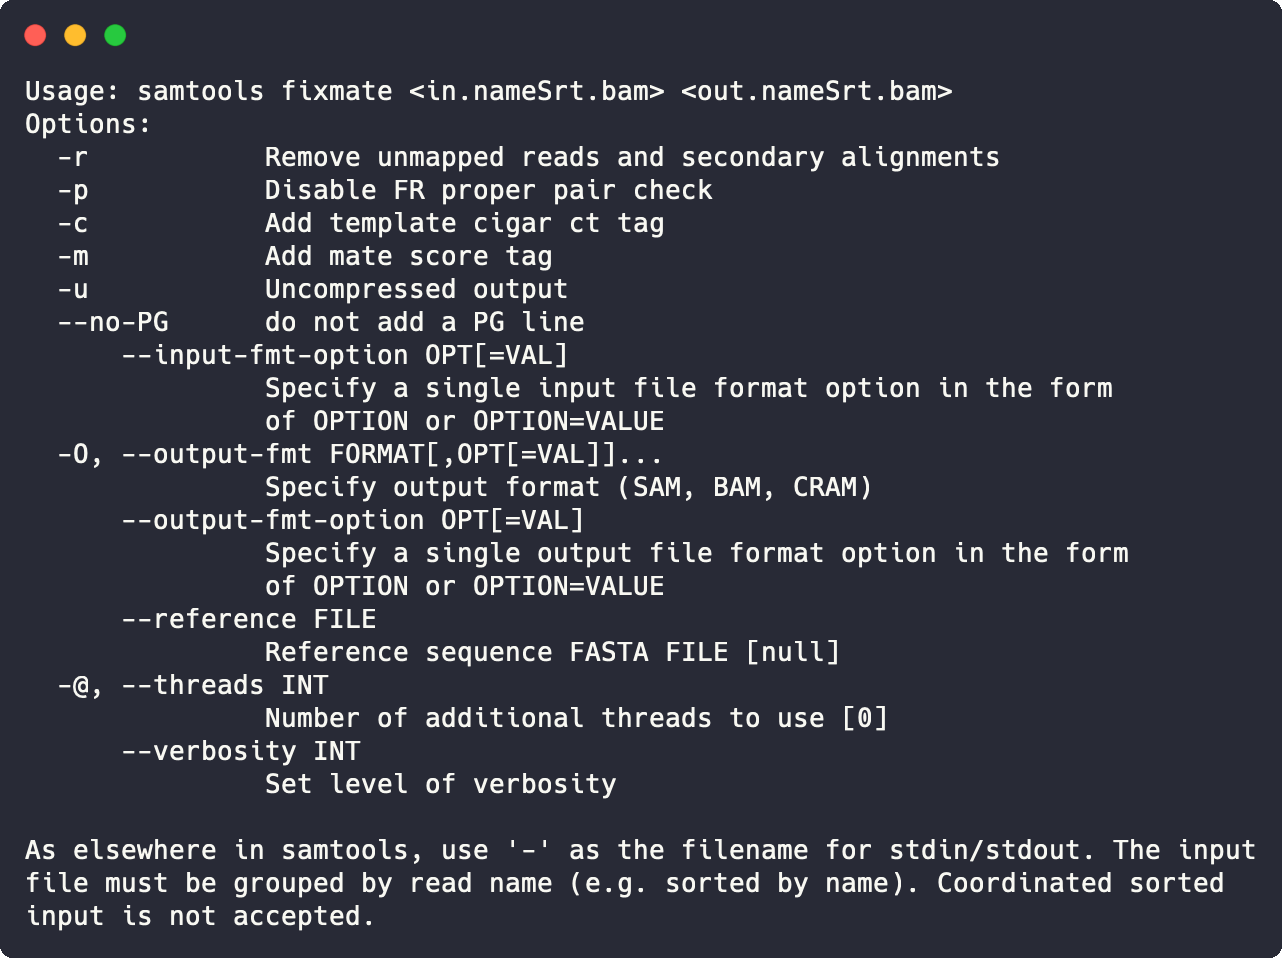 Usage: samtools fixmate <in.nameSrt.bam> <out.nameSrt.bam>
Options:
  -r           Remove unmapped reads and secondary alignments
  -p           Disable FR proper pair check
  -c           Add template cigar ct tag
  -m           Add mate score tag
  -u           Uncompressed output
  --no-PG      do not add a PG line
      --input-fmt-option OPT[=VAL]
               Specify a single input file format option in the form
               of OPTION or OPTION=VALUE
  -O, --output-fmt FORMAT[,OPT[=VAL]]...
               Specify output format (SAM, BAM, CRAM)
      --output-fmt-option OPT[=VAL]
               Specify a single output file format option in the form
               of OPTION or OPTION=VALUE
      --reference FILE
               Reference sequence FASTA FILE [null]
  -@, --threads INT
               Number of additional threads to use [0]
      --verbosity INT
               Set level of verbosity

As elsewhere in samtools, use '-' as the filename for stdin/stdout. The input
file must be grouped by read name (e.g. sorted by name). Coordinated sorted
input is not accepted.